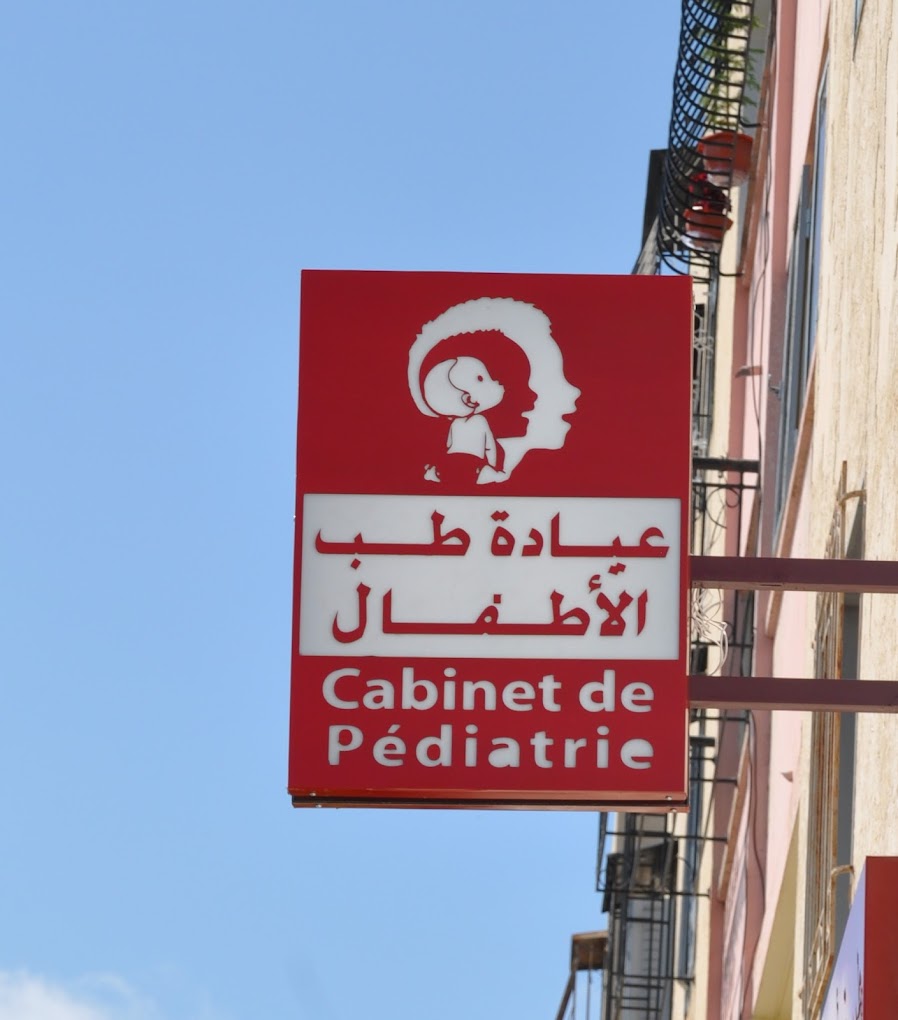 عيادة طب
الأطفال
Cabinet de
Pédiatrie